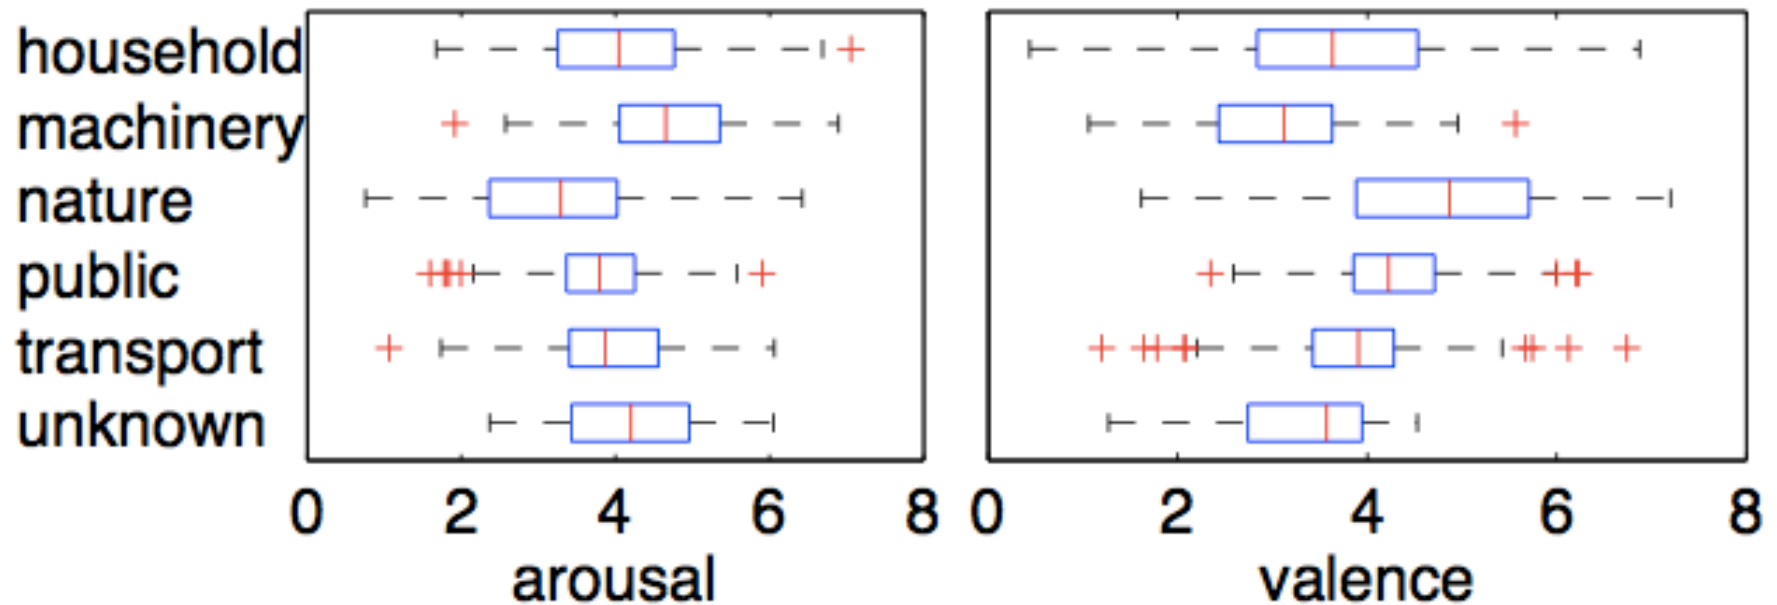 household
machinery
nature
public
transport
unknown
0 2 4 6 8 0 2 4 6 8
arousal valence